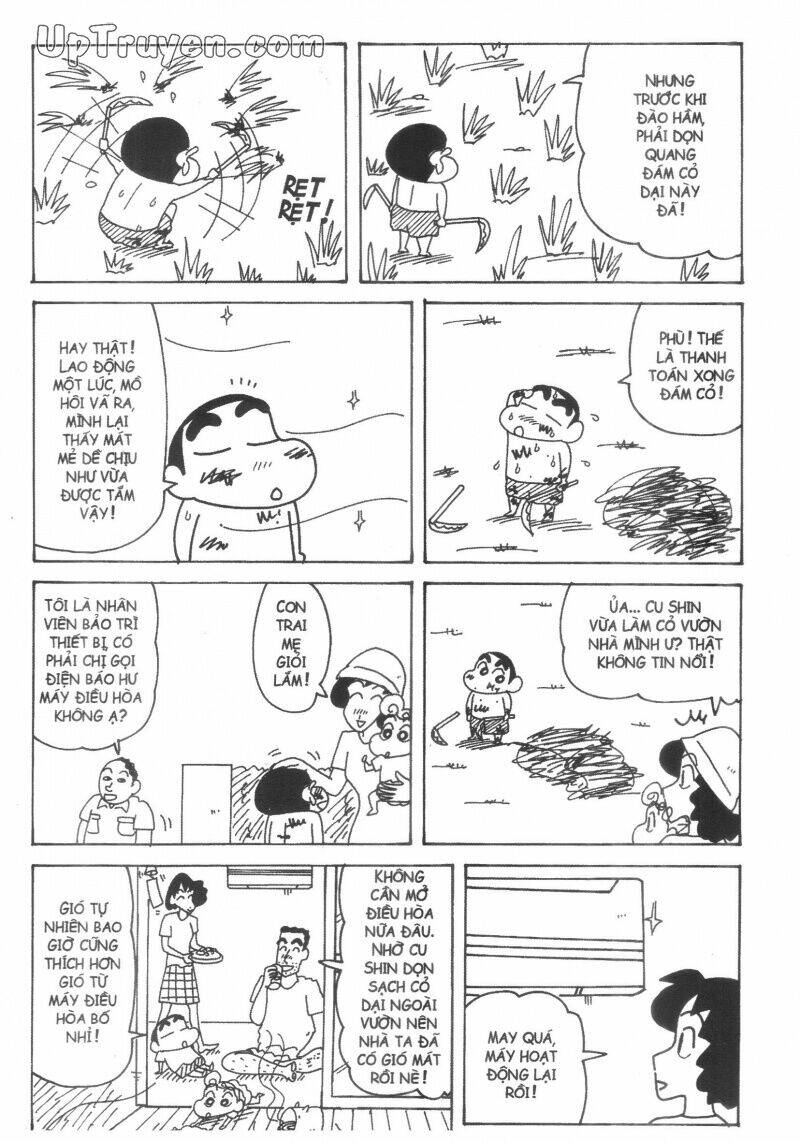 UpTruyen.com
NHƯNG
TRƯỚC KHI
ĐÀO HẦM,
PHẢI DỌN
QUANG
ĐÁM CỎ
DẠI NÀY
ĐÃ!
RẸT
RẸT!
PHÙ! THẾ
LÀ THANH
TOÁN XONG
ĐÁM CỎ!
HAY THẬT!
LAO ĐỘNG
MỘT LÚC, MỒ
HÔI VÃ RA,
MÌNH LẠI
THẤY MÁT
MẺ DỄ CHỊU
NHƯ VỪA
ĐƯỢC TẮM
VẬY!
ỦA... CU SHIN
VỪA LÀM CỎ VƯỜN
NHÀ MÌNH Ư? THẬT
KHÔNG TIN NỔI!
CON
TRAI
MẸ
GIỎI
LẮM!
TÔI LÀ NHÂN
VIÊN BẢO TRÌ
THIẾT BỊ, CÓ
PHẢI CHỊ GỌI
ĐIỆN BÁO HƯ
MÁY ĐIỀU HÒA
KHÔNG Ạ?
MAY QUÁ,
MÁY HOẠT
ĐỘNG LẠI
RỒI!
KHÔNG
CẦN MỞ
ĐIỀU HÒA
NỮA ĐÂU.
NHỜ CU
SHIN DỌN
SẠCH CỎ
DẠI NGOÀI
VƯỜN NÊN
NHÀ TA ĐÃ
CÓ GIÓ MÁT
RỒI NÈ!
GIÓ TỰ
NHIÊN BAO
GIỜ CŨNG
THÍCH HƠN
GIÓ TỪ
MÁY ĐIỀU
HÒA BỐ
NHỈ!